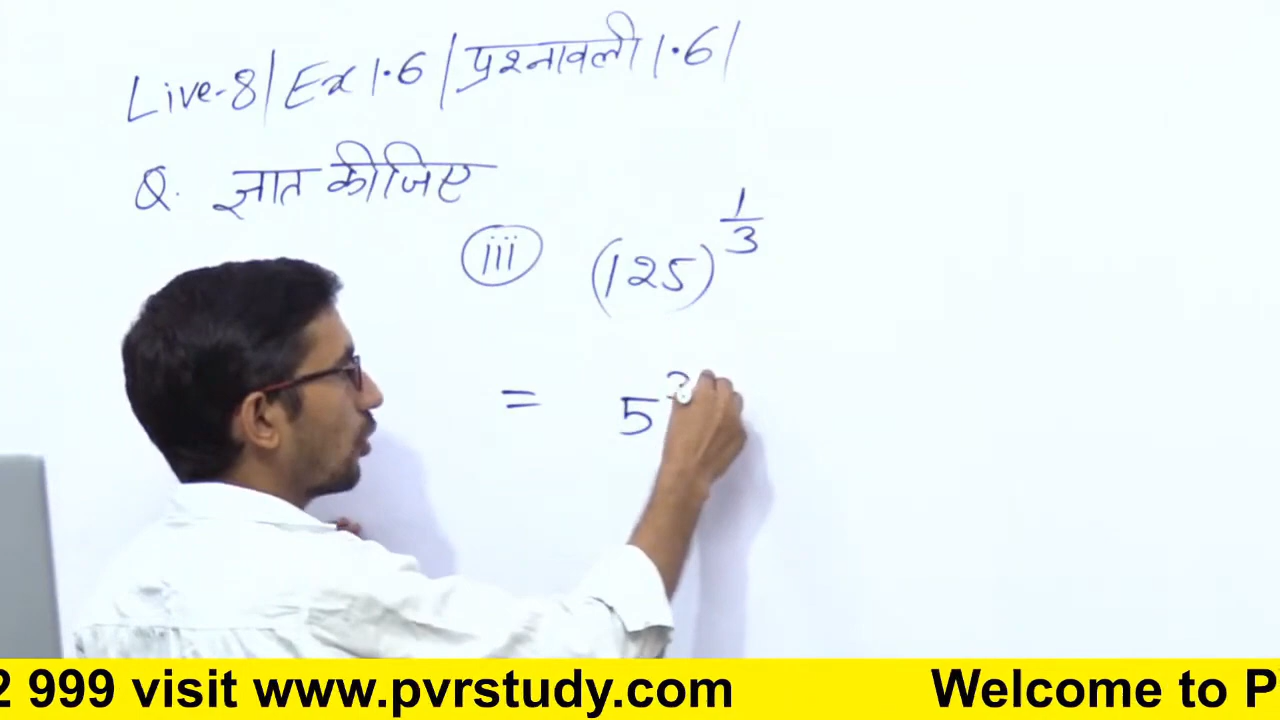 Live-8| Ex 1.6 | प्रश्नावली 1.6 |
Q. ज्ञात कीजिए
(iii) (125)^(1/3)
= 5^3
2 999 visit www.pvrstudy.com Welcome to P